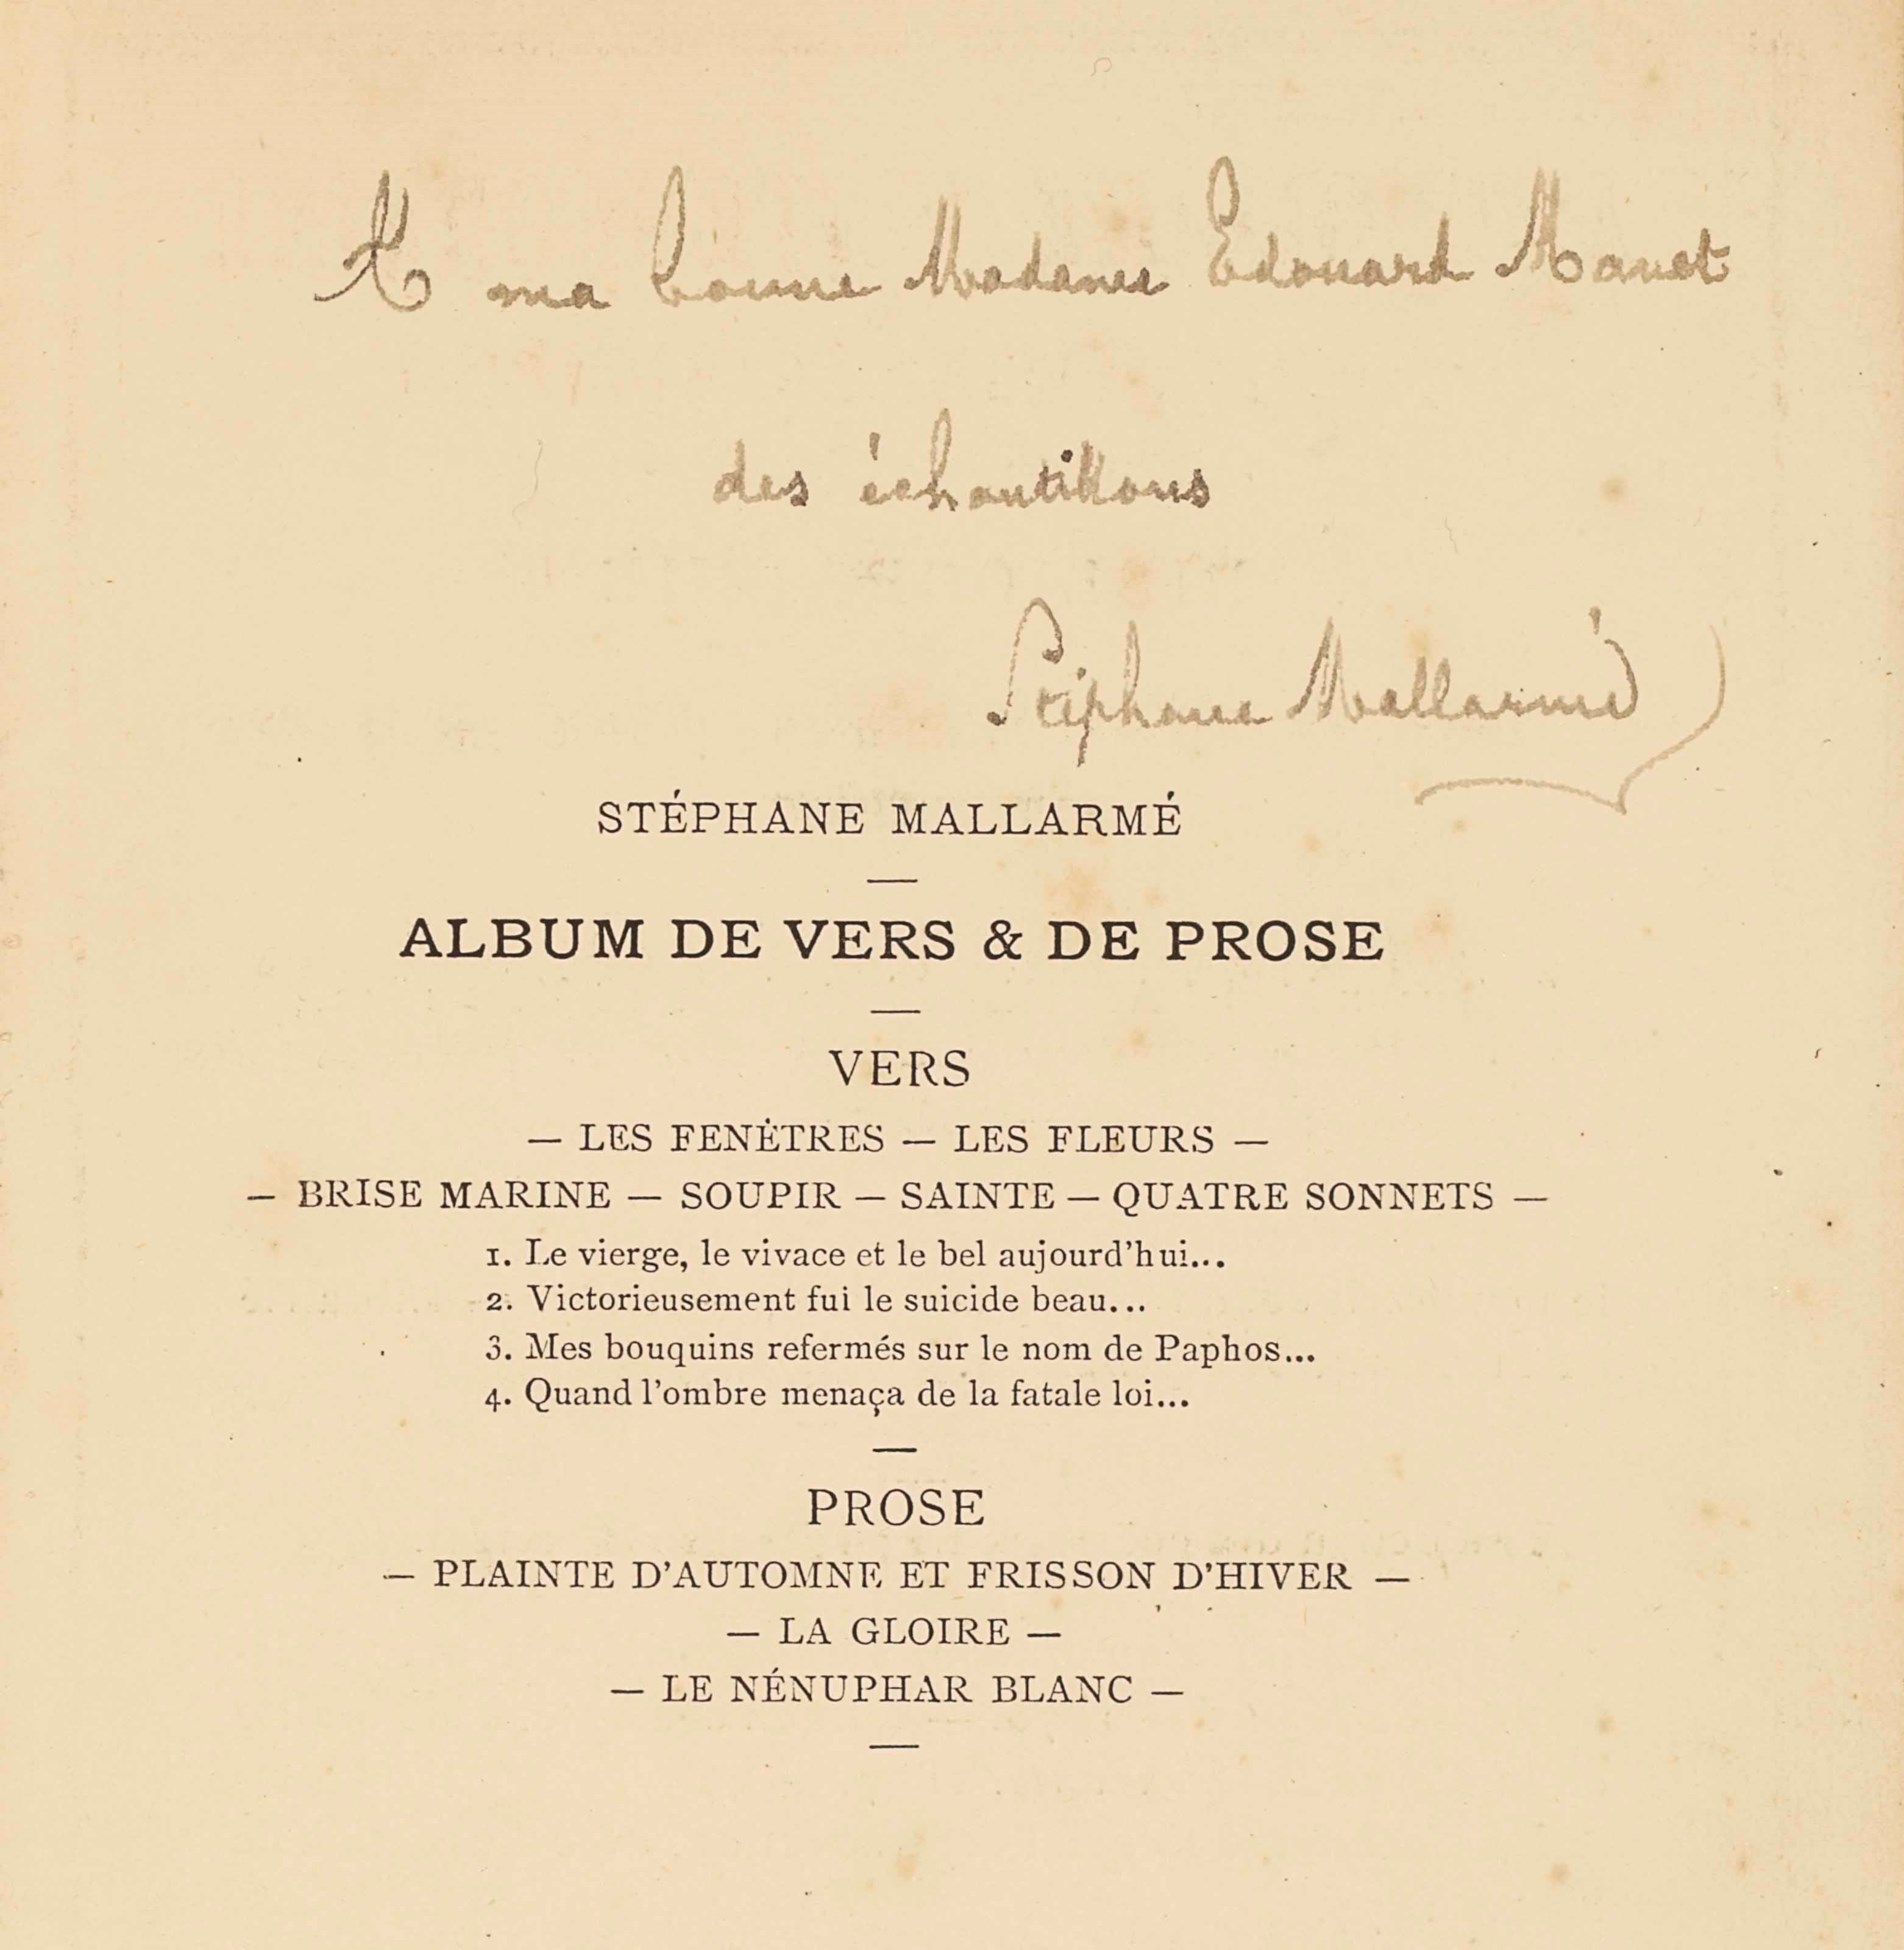 A ma bonne Madame Edouard Manet
des échantillons
Stéphane Mallarmé
STÉPHANE MALLARMÉ
—
ALBUM DE VERS & DE PROSE
—
VERS
— LES FENÊTRES — LES FLEURS —
— BRISE MARINE — SOUPIR — SAINTE — QUATRE SONNETS —
1. Le vierge, le vivace et le bel aujourd'hui...
2. Victorieusement fui le suicide beau...
3. Mes bouquins refermés sur le nom de Paphos...
4. Quand l'ombre menaça de la fatale loi...
—
PROSE
— PLAINTE D'AUTOMNE ET FRISSON D'HIVER —
— LA GLOIRE —
— LE NÉNUPHAR BLANC —
—